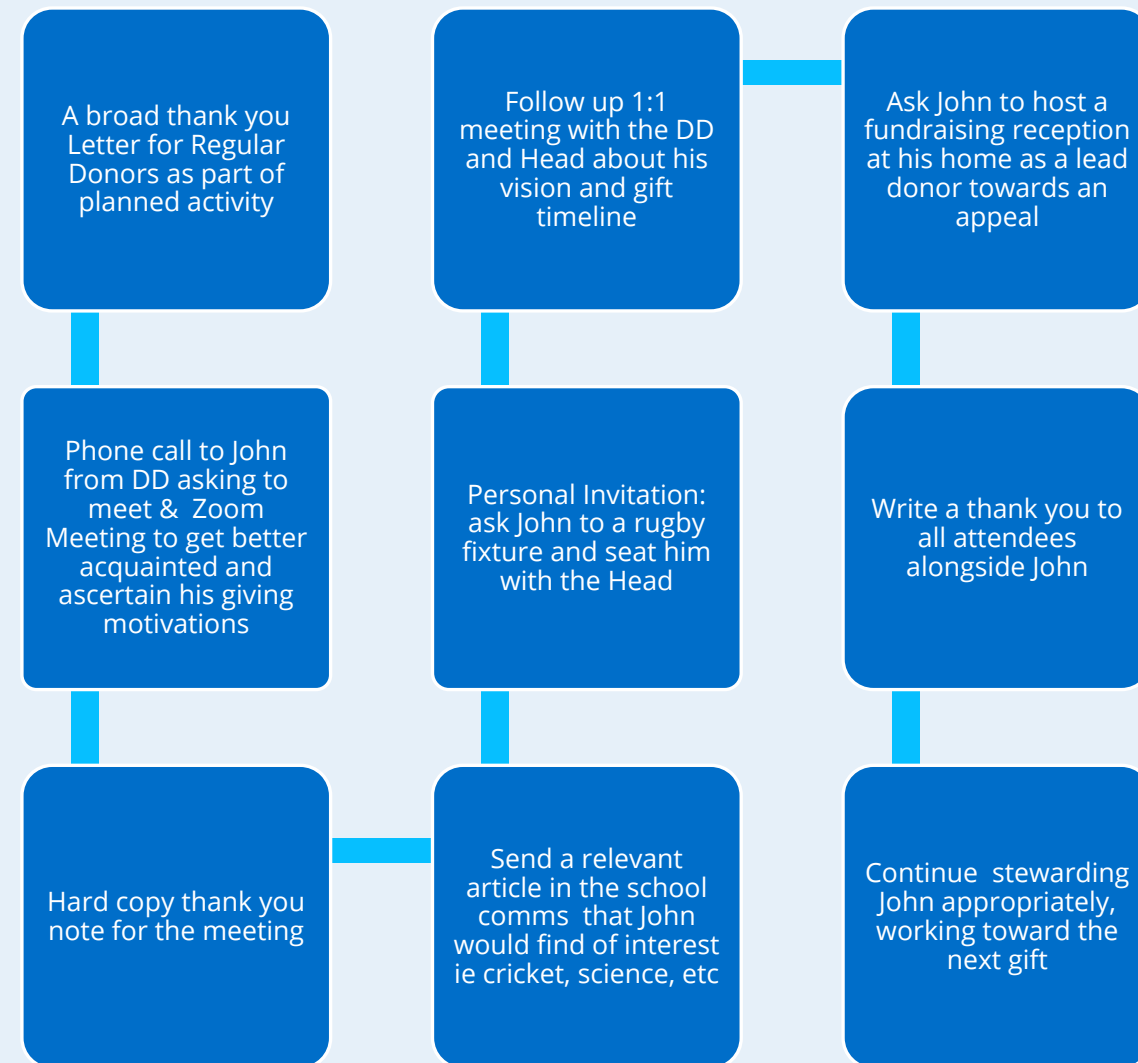 A broad thank you
Letter for Regular
Donors as part of
planned activity
Phone call to John
from DD asking to
meet &  Zoom
Meeting to get better
acquainted and
ascertain his giving
motivations
Hard copy thank you
note for the meeting
Send a relevant
article in the school
comms  that John
would find of interest
ie cricket, science, etc
Personal Invitation:
ask John to a rugby
fixture and seat him
with the Head
Follow up 1:1
meeting with the DD
and Head about his
vision and gift
timeline
Ask John to host a
fundraising reception
at his home as a lead
donor towards an
appeal
Write a thank you to
all attendees
alongside John
Continue  stewarding
John appropriately,
working toward the
next gift